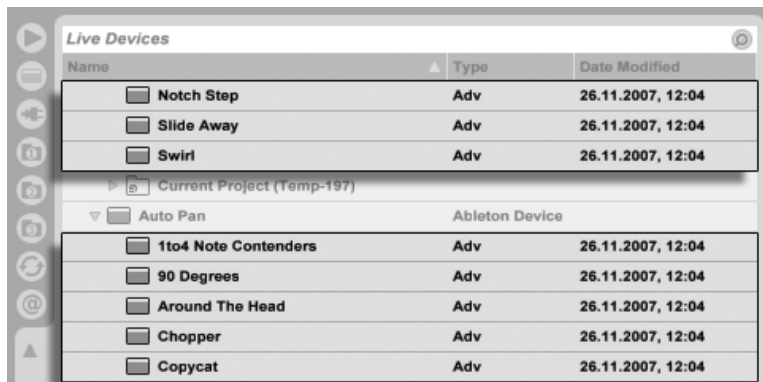 Live Devices
Name Type Date Modified
Notch Step Adv 26.11.2007, 12:04
Slide Away Adv 26.11.2007, 12:04
Swirl Adv 26.11.2007, 12:04
Current Project (Temp-197)
Auto Pan Ableton Device
1to4 Note Contenders Adv 26.11.2007, 12:04
90 Degrees Adv 26.11.2007, 12:04
Around The Head Adv 26.11.2007, 12:04
Chopper Adv 26.11.2007, 12:04
Copycat Adv 26.11.2007, 12:04
1
2
3
@